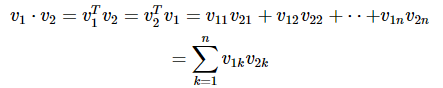 v₁ · v₂ = v₁ᵀv₂ = v₂ᵀv₁ = v₁₁v₂₁ + v₁₂v₂₂ + · · +v₁ₙv₂ₙ
= ∑ₖ₌₁ⁿ v₁ₖv₂ₖ